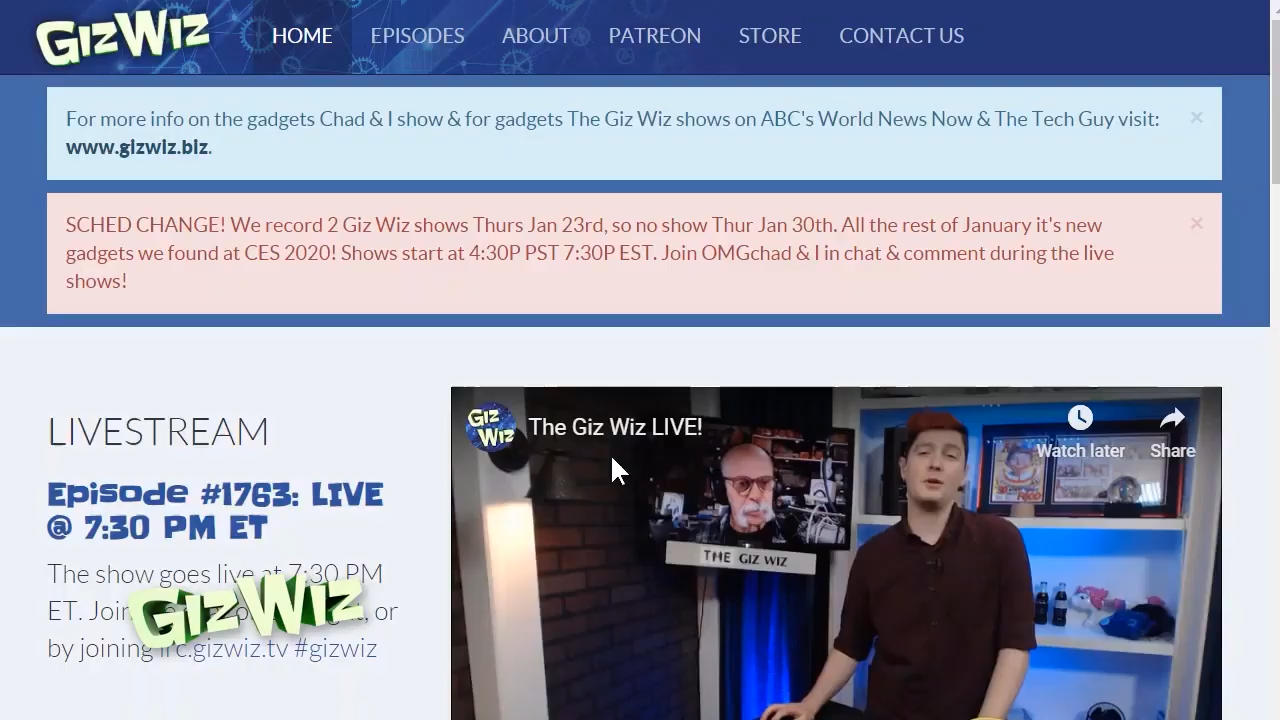 GizWiz
HOME EPISODES ABOUT PATREON STORE CONTACT US
For more info on the gadgets Chad & I show & for gadgets The Giz Wiz shows on ABC's World News Now & The Tech Guy visit: ×
www.gizwiz.biz.
SCHED CHANGE! We record 2 Giz Wiz shows Thurs Jan 23rd, so no show Thur Jan 30th. All the rest of January it's new ×
gadgets we found at CES 2020! Shows start at 4:30P PST 7:30P EST. Join OMGchad & I in chat & comment during the live
shows!
LIVESTREAM
Episode #1763: LIVE
@ 7:30 PM ET
The show goes live at 7:30 PM
ET. Join or
by joining irc.gizwiz.tv #gizwiz
GizWiz
Giz Wiz
The Giz Wiz LIVE!
Watch later
Share
THE GIZ WIZ